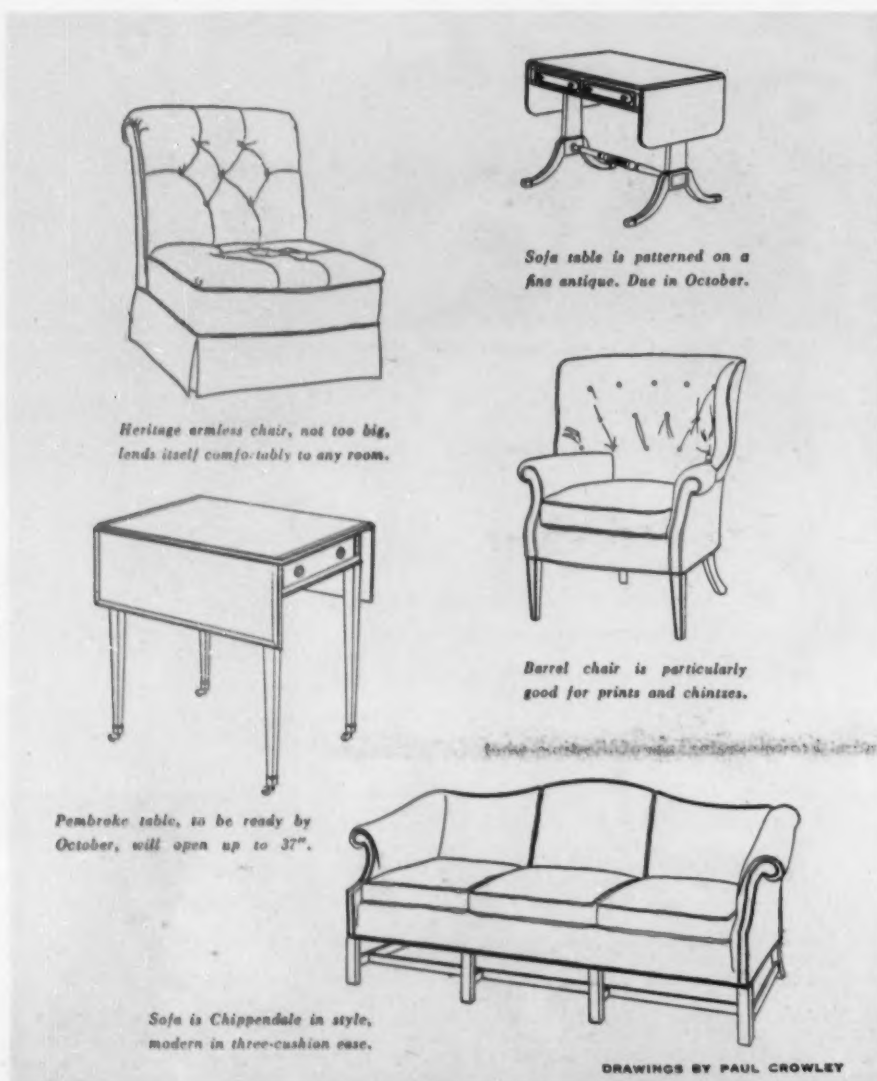 Sofa table is patterned on a
fine antique. Due in October.
Heritage armless chair, not too big,
lends itself comfortably to any room.
Barrel chair is particularly
good for prints and chintzes.
Pembroke table, to be ready by
October, will open up to 37".
Sofa is Chippendale in style,
modern in three-cushion ease.
DRAWINGS BY PAUL CROWLEY